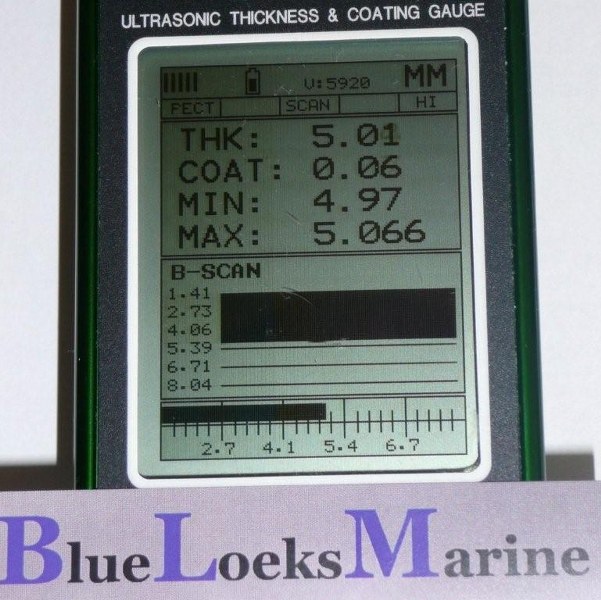 ULTRASONIC THICKNESS & COATING GAUGE
V:5920 MM
PECT SCAN HI
THK: 5.01
COAT: 0.06
MIN: 4.97
MAX: 5.066
B-SCAN
1.41
2.73
4.06
5.39
6.71
8.04
2.7 4.1 5.4 6.7
BlueLoeksMarine